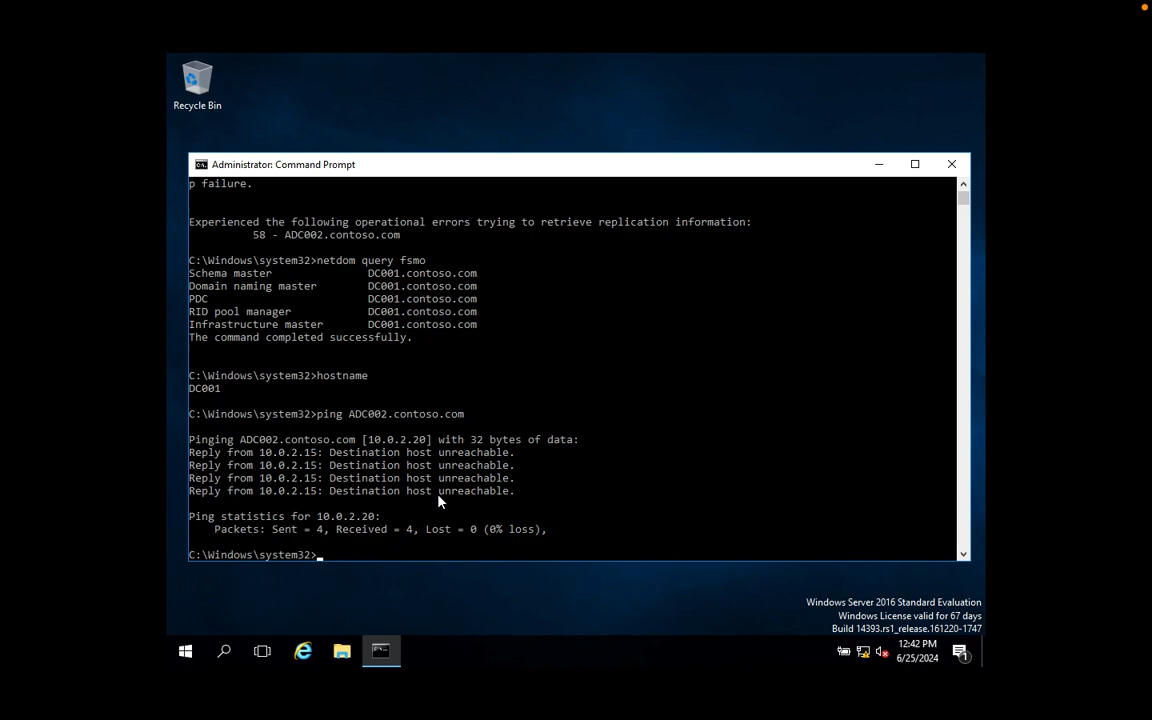 Recycle Bin
Administrator: Command Prompt
p failure.
Experienced the following operational errors trying to retrieve replication information:
58 - ADC002.contoso.com
C:\Windows\system32>netdom query fsmo
Schema master DC001.contoso.com
Domain naming master DC001.contoso.com
PDC DC001.contoso.com
RID pool manager DC001.contoso.com
Infrastructure master DC001.contoso.com
The command completed successfully.
C:\Windows\system32>hostname
DC001
C:\Windows\system32>ping ADC002.contoso.com
Pinging ADC002.contoso.com [10.0.2.20] with 32 bytes of data:
Reply from 10.0.2.15: Destination host unreachable.
Reply from 10.0.2.15: Destination host unreachable.
Reply from 10.0.2.15: Destination host unreachable.
Reply from 10.0.2.15: Destination host unreachable.
Ping statistics for 10.0.2.20:
Packets: Sent = 4, Received = 4, Lost = 0 (0% loss),
C:\Windows\system32>
Windows Server 2016 Standard Evaluation
Windows License valid for 67 days
Build 14393.rs1_release.161220-1747
12:42 PM
6/25/2024
1